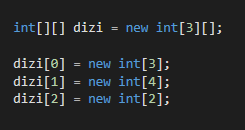 int[][] dizi = new int[3][];
dizi[0] = new int[3];
dizi[1] = new int[4];
dizi[2] = new int[2];